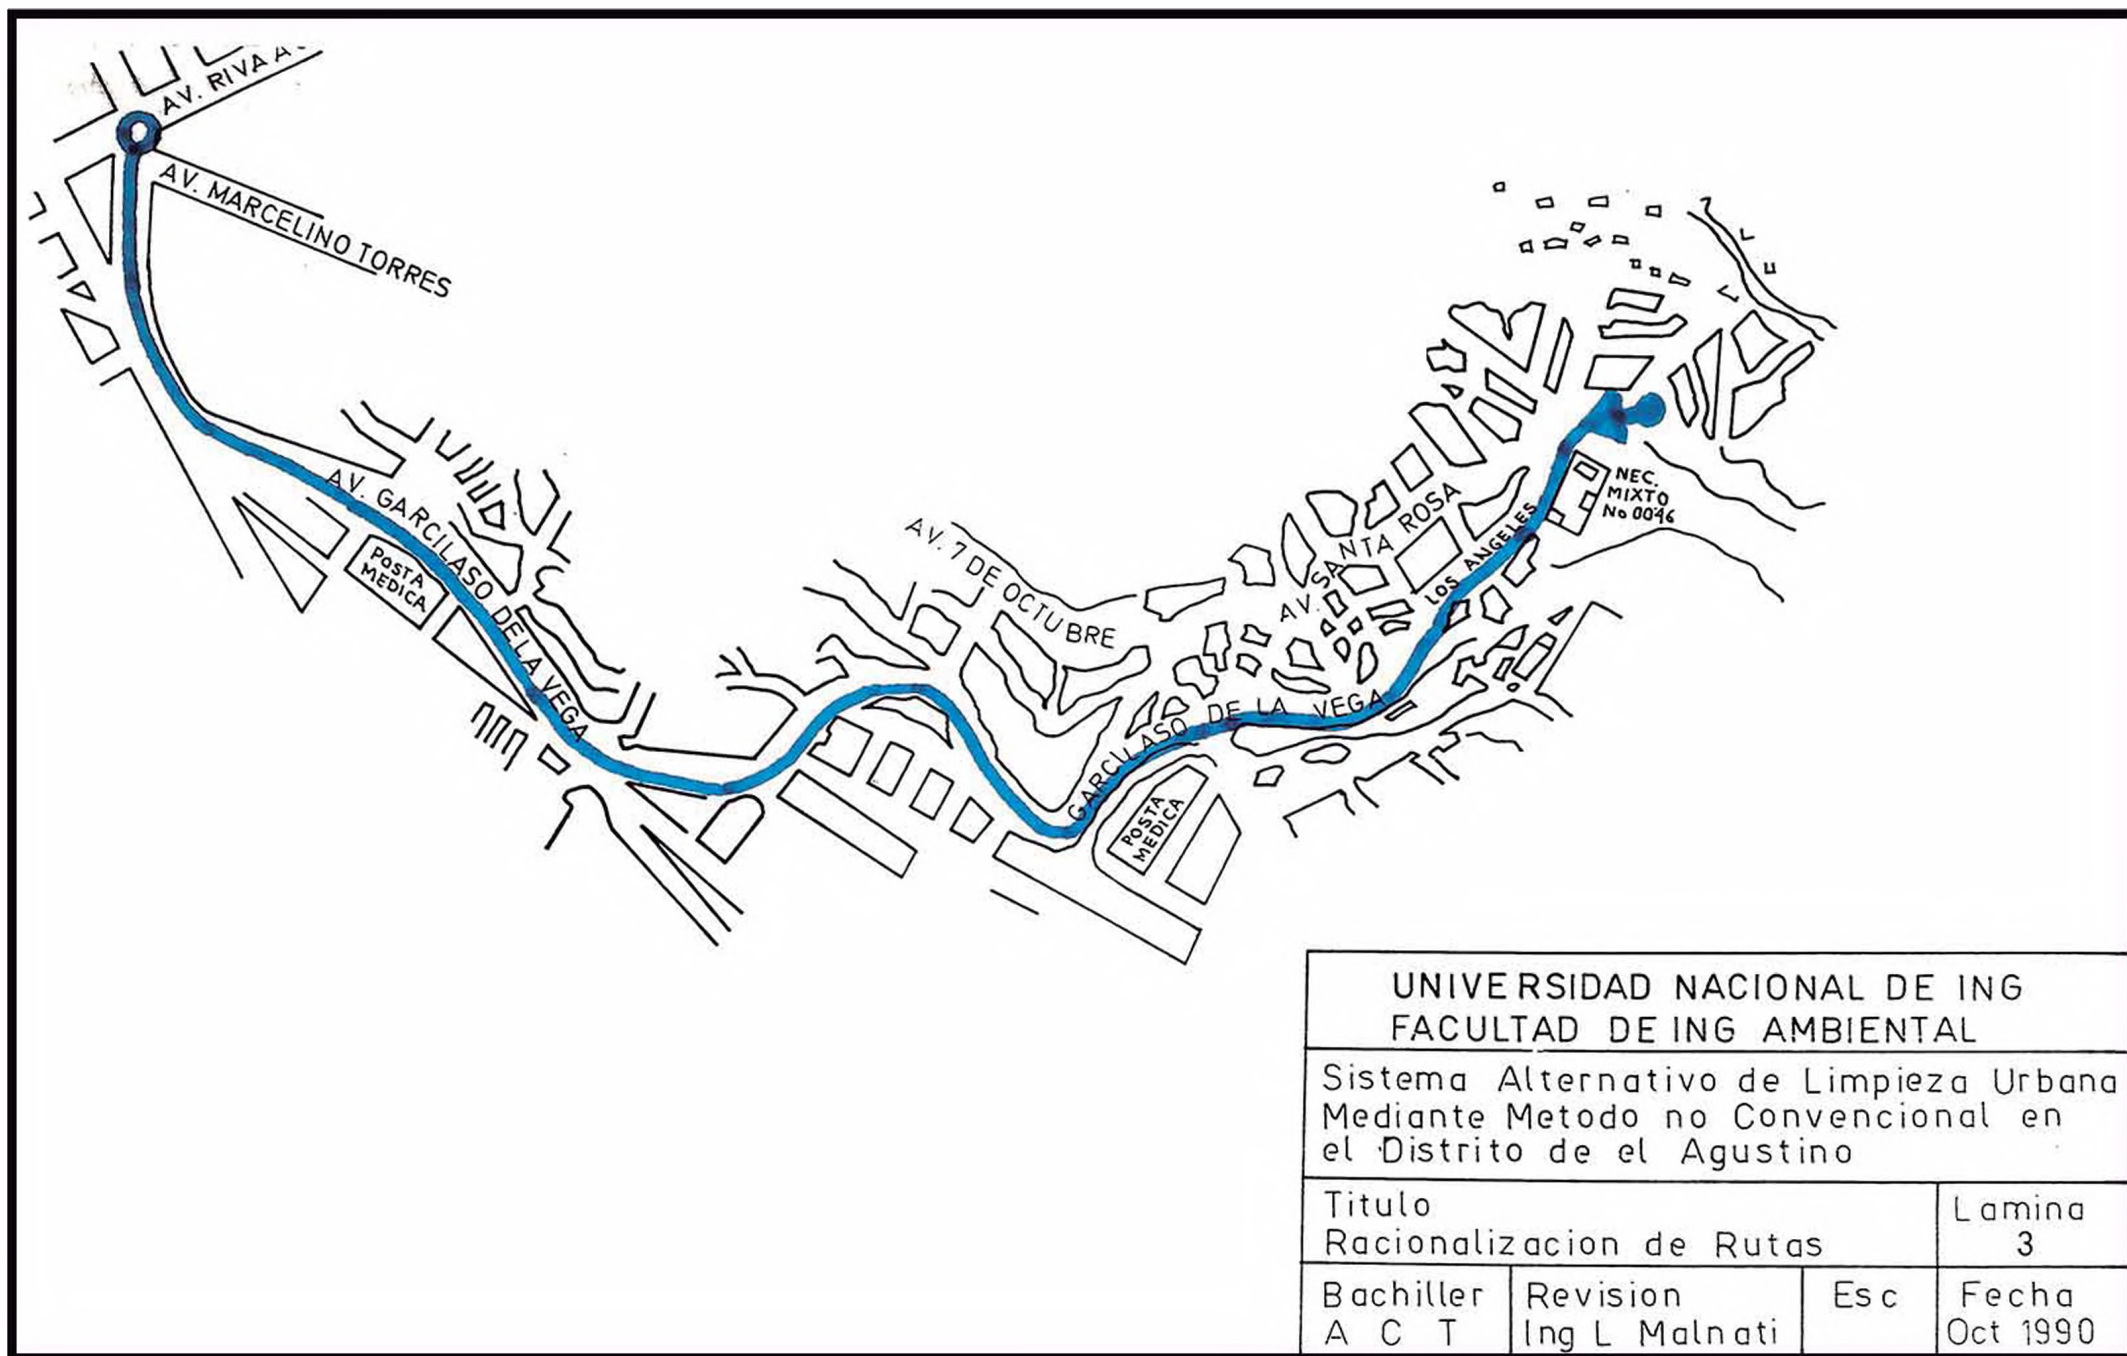 AV. RIVA A
AV. MARCELINO TORRES
AV. GARCILASO DE LA VEGA
POSTA
MEDICA
AV. 7 DE OCTUBRE
AV. SANTA ROSA
LOS ANGELES
NEC.
MIXTO
No 0046
GARCILASO DE LA VEGA
POSTA
MEDICA
UNIVERSIDAD NACIONAL DE ING
FACULTAD DE ING AMBIENTAL
Sistema Alternativo de Limpieza Urbana
Mediante Metodo no Convencional en
el Distrito de el Agustino
Titulo
Racionalizacion de Rutas
Lamina
3
Bachiller
A C T
Revision
Ing L Malnati
Esc
Fecha
Oct 1990